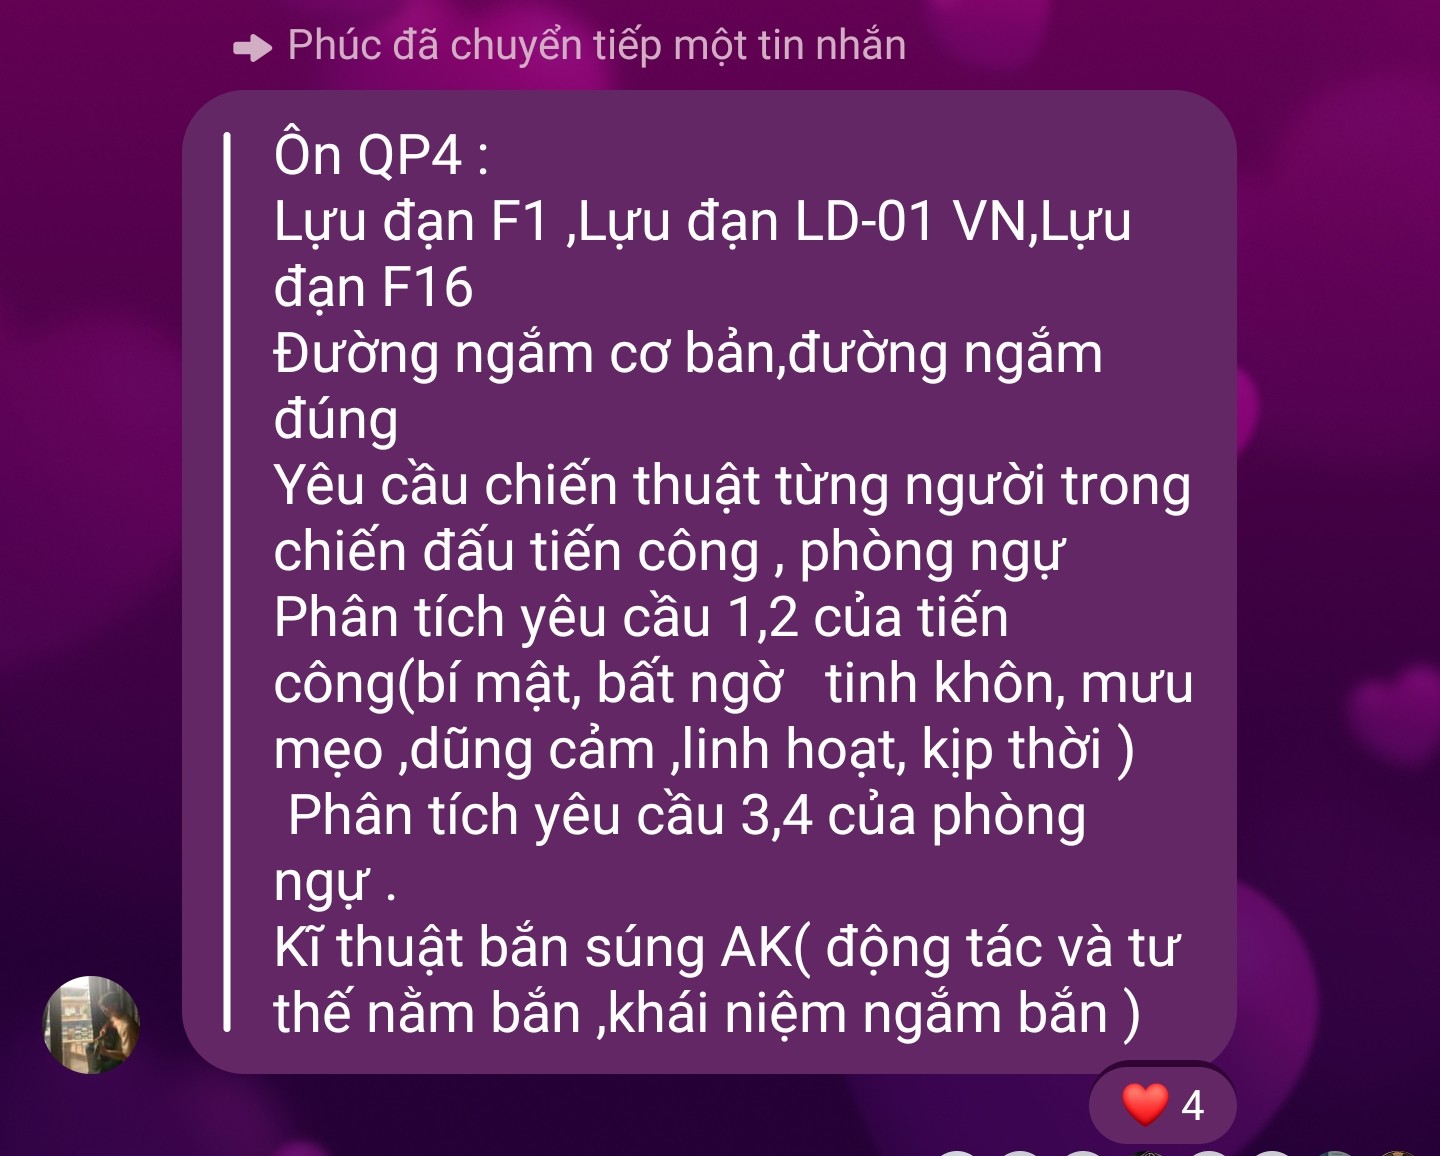 Phúc đã chuyển tiếp một tin nhắn
Ôn QP4 :
Lựu đạn F1 ,Lựu đạn LD-01 VN,Lựu
đạn F16
Đường ngắm cơ bản,đường ngắm
đúng
Yêu cầu chiến thuật từng người trong
chiến đấu tiến công , phòng ngự
Phân tích yêu cầu 1,2 của tiến
công(bí mật, bất ngờ   tinh khôn, mưu
mẹo ,dũng cảm ,linh hoạt, kịp thời )
Phân tích yêu cầu 3,4 của phòng
ngự .
Kĩ thuật bắn súng AK( động tác và tư
thế nằm bắn ,khái niệm ngắm bắn )
❤️ 4